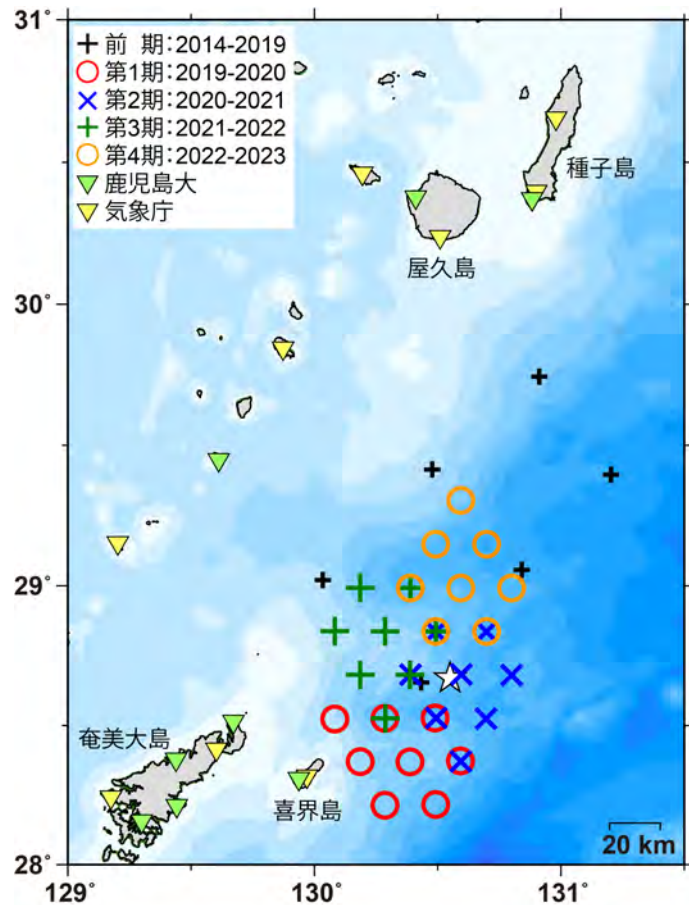 31°
前　期：2014-2019
第1期：2019-2020
第2期：2020-2021
第3期：2021-2022
第4期：2022-2023
鹿児島大
気象庁
種子島
屋久島
30°
29°
奄美大島
喜界島
20 km
28°
129°
130°
131°